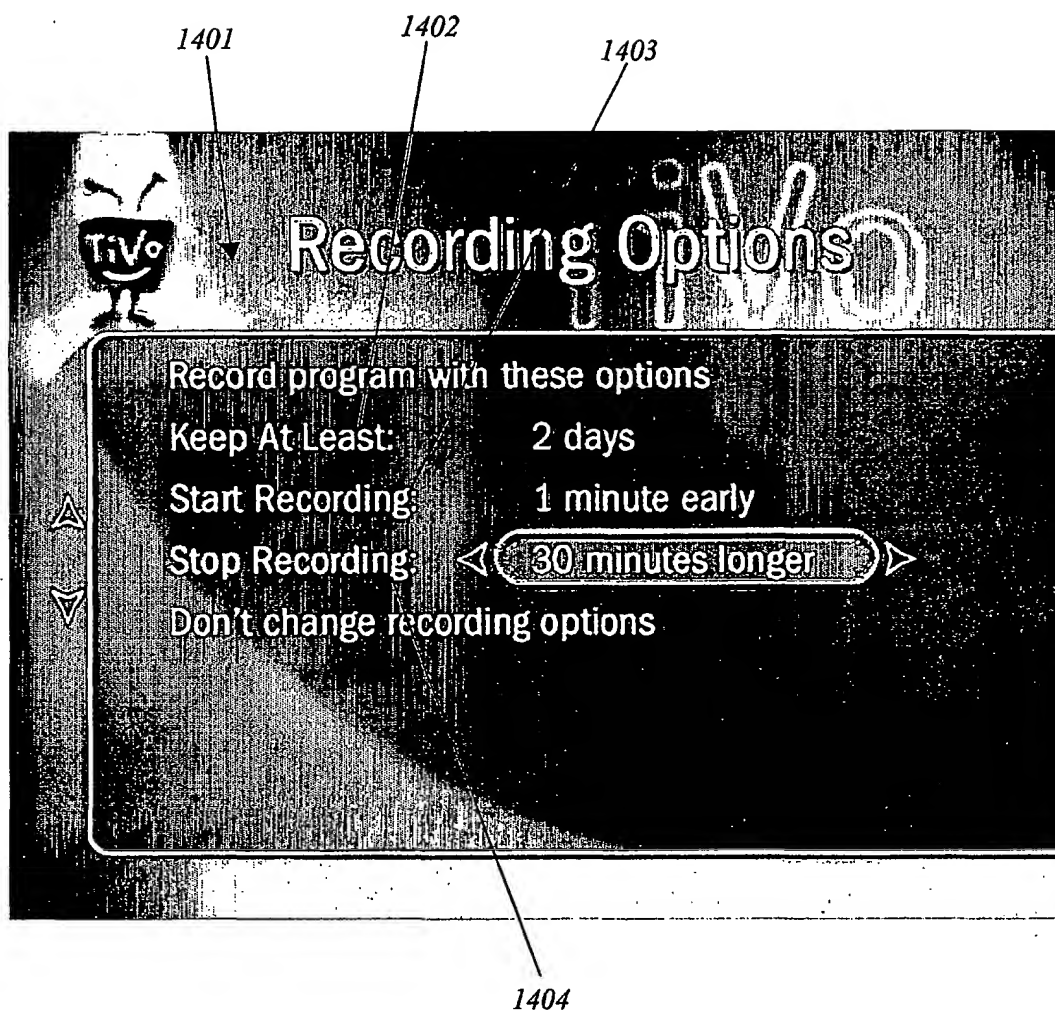 1401 1402 1403
TiVo
TiVo
Recording Options
Record program with these options
Keep At Least: 2 days
Start Recording: 1 minute early
Stop Recording: 30 minutes longer
Don't change recording options
1404